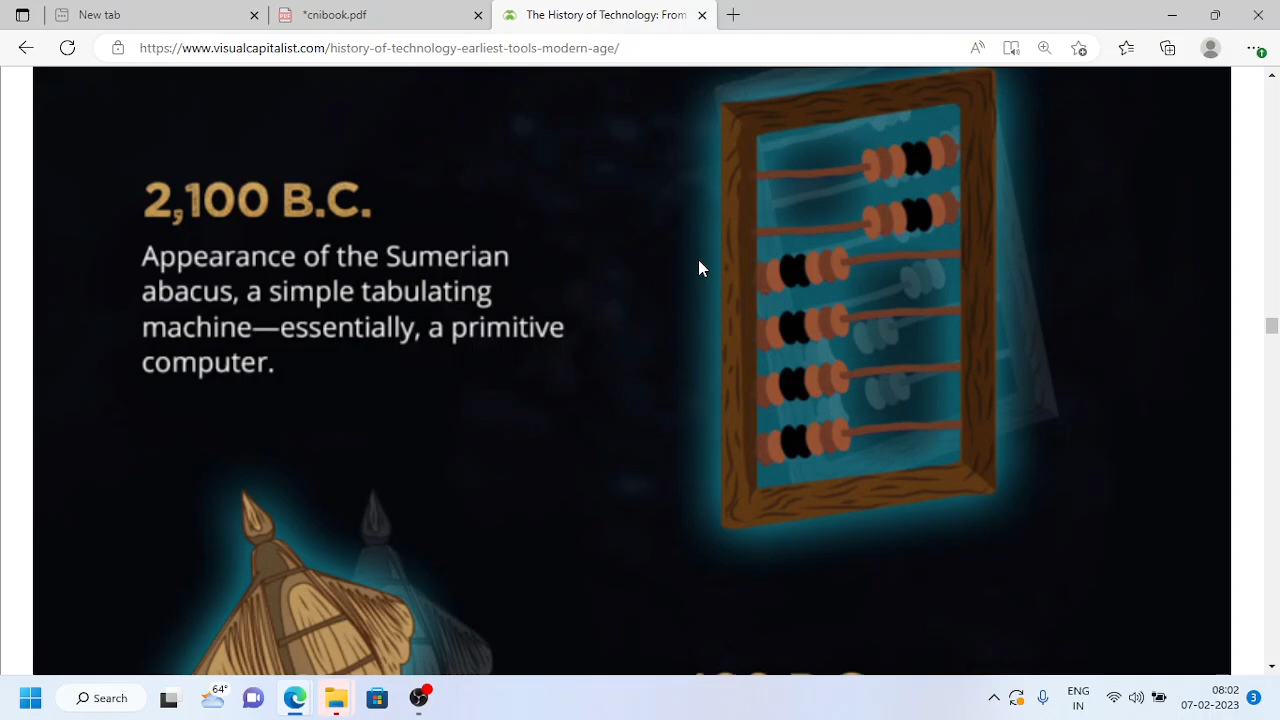 New tab
*cnibook.pdf
The History of Technology: From
https://www.visualcapitalist.com/history-of-technology-earliest-tools-modern-age/
2,100 B.C.
Appearance of the Sumerian
abacus, a simple tabulating
machine—essentially, a primitive
computer.
Search
64°
ENG
IN
08:02
07-02-2023
3